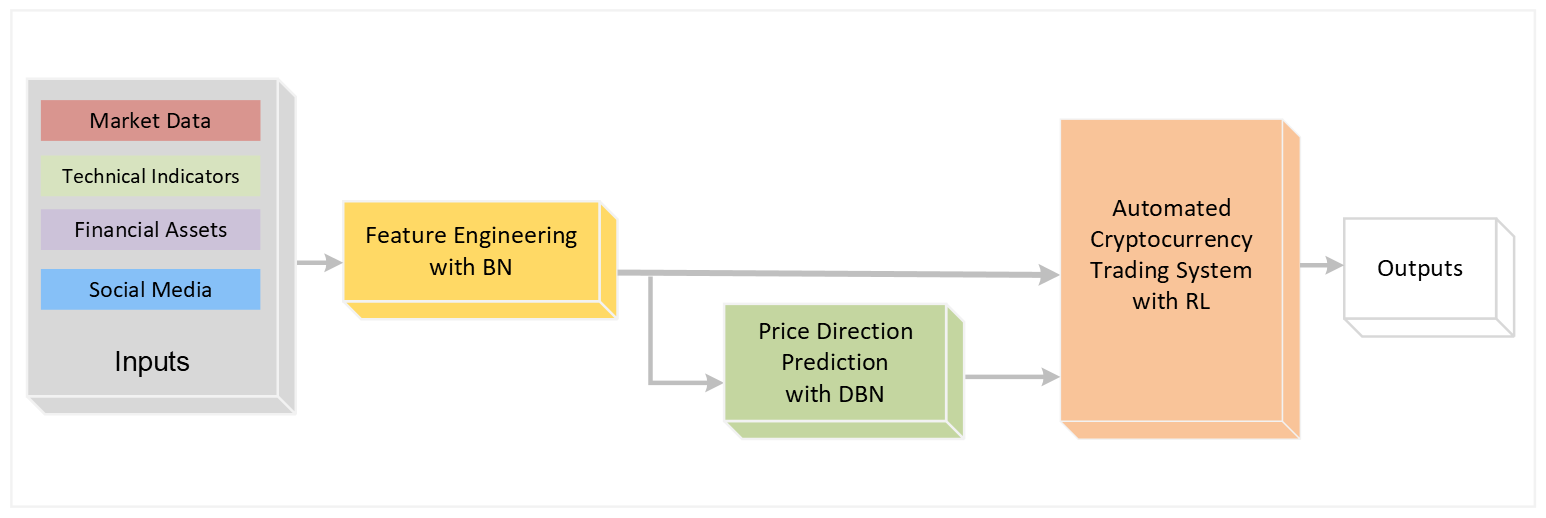 Market Data
Technical Indicators
Financial Assets
Social Media
Inputs
Feature Engineering
with BN
Price Direction
Prediction
with DBN
Automated
Cryptocurrency
Trading System
with RL
Outputs